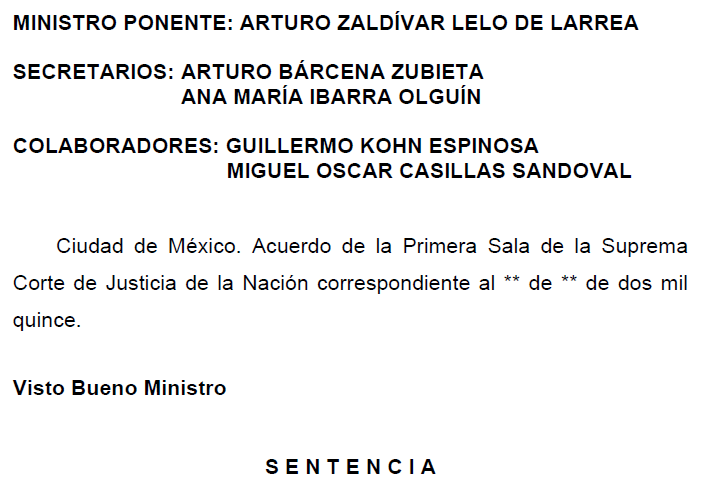 MINISTRO PONENTE: ARTURO ZALDÍVAR LELO DE LARREA
SECRETARIOS: ARTURO BÁRCENA ZUBIETA
ANA MARÍA IBARRA OLGUÍN
COLABORADORES: GUILLERMO KOHN ESPINOSA
MIGUEL OSCAR CASILLAS SANDOVAL
Ciudad de México. Acuerdo de la Primera Sala de la Suprema
Corte de Justicia de la Nación correspondiente al ** de ** de dos mil
quince.
Visto Bueno Ministro
S E N T E N C I A